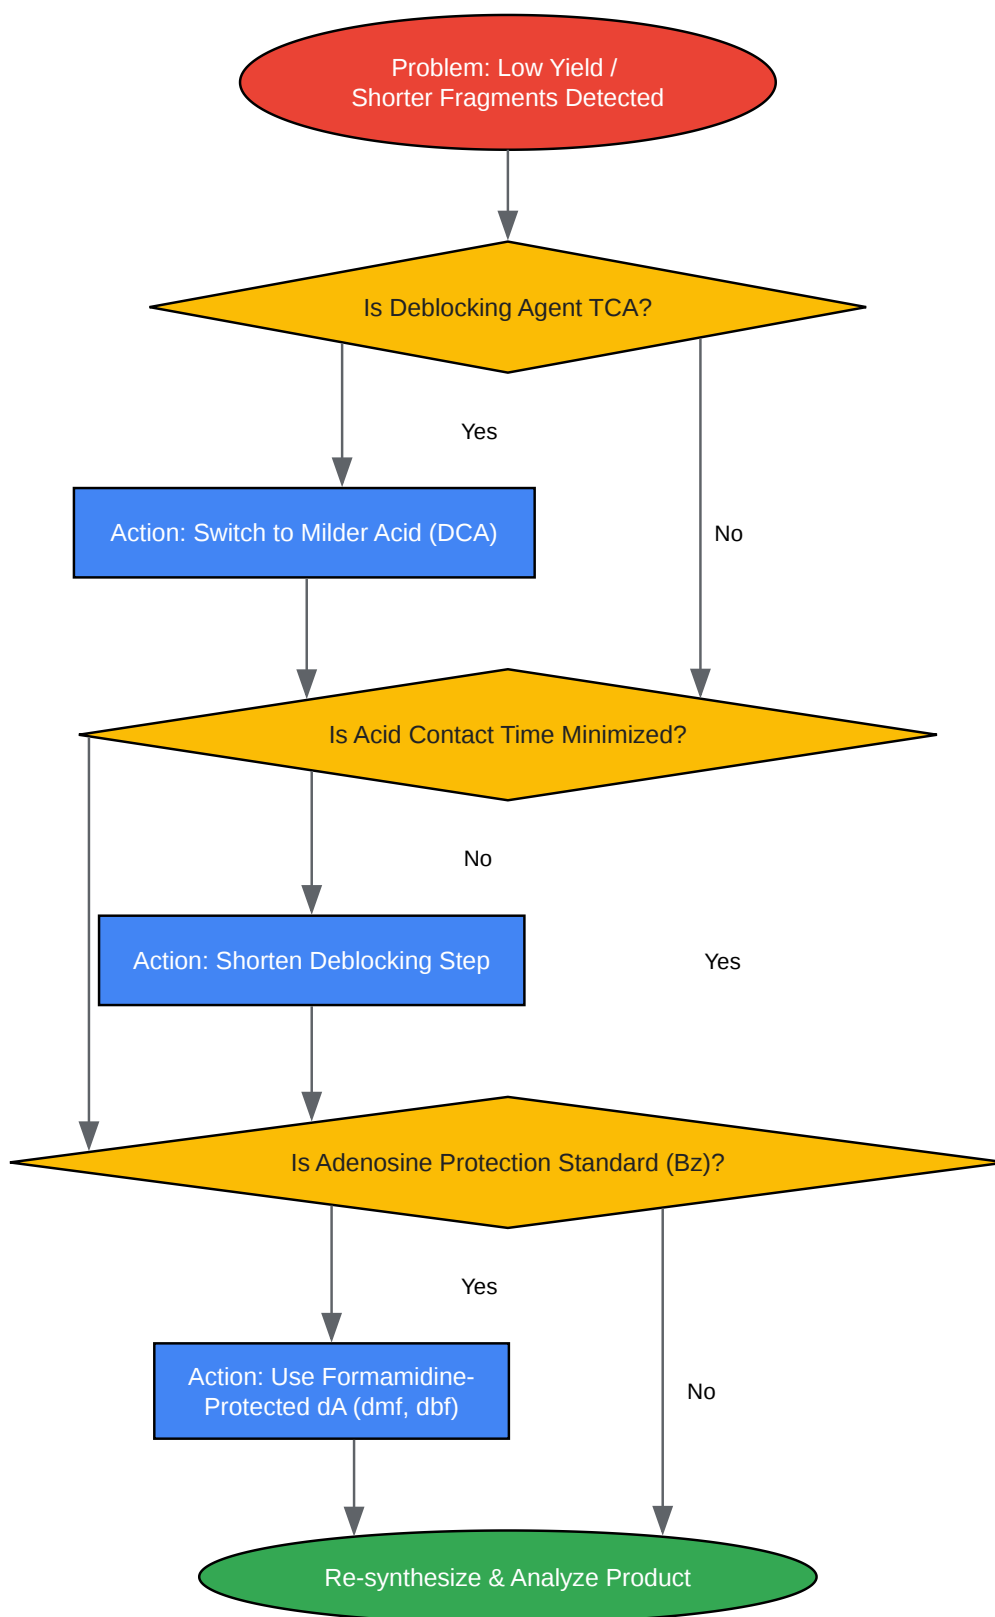 Problem: Low Yield /
Shorter Fragments Detected
Is Deblocking Agent TCA?
Yes
Action: Switch to Milder Acid (DCA)
No
Is Acid Contact Time Minimized?
No
Action: Shorten Deblocking Step
Yes
Is Adenosine Protection Standard (Bz)?
Yes
Action: Use Formamidine-
Protected dA (dmf, dbf)
No
Re-synthesize & Analyze Product